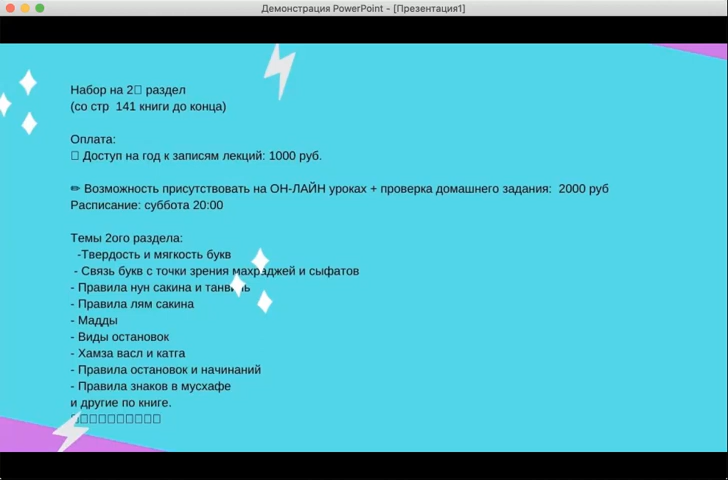 Демонстрация PowerPoint - [Презентация1]
Набор на 2 раздел
(со стр 141 книги до конца)
Оплата:
Доступ на год к записям лекций: 1000 руб.
✏ Возможность присутствовать на ОН-ЛАЙН уроках + проверка домашнего задания: 2000 руб
Расписание: суббота 20:00
Темы 2ого раздела:
-Твердость и мягкость букв
- Связь букв с точки зрения махраджей и сыфатов
- Правила нун сакина и танвин
- Правила лям сакина
- Мадды
- Виды остановок
- Хамза васл и катга
- Правила остановок и начинаний
- Правила знаков в мусхафе
и другие по книге.